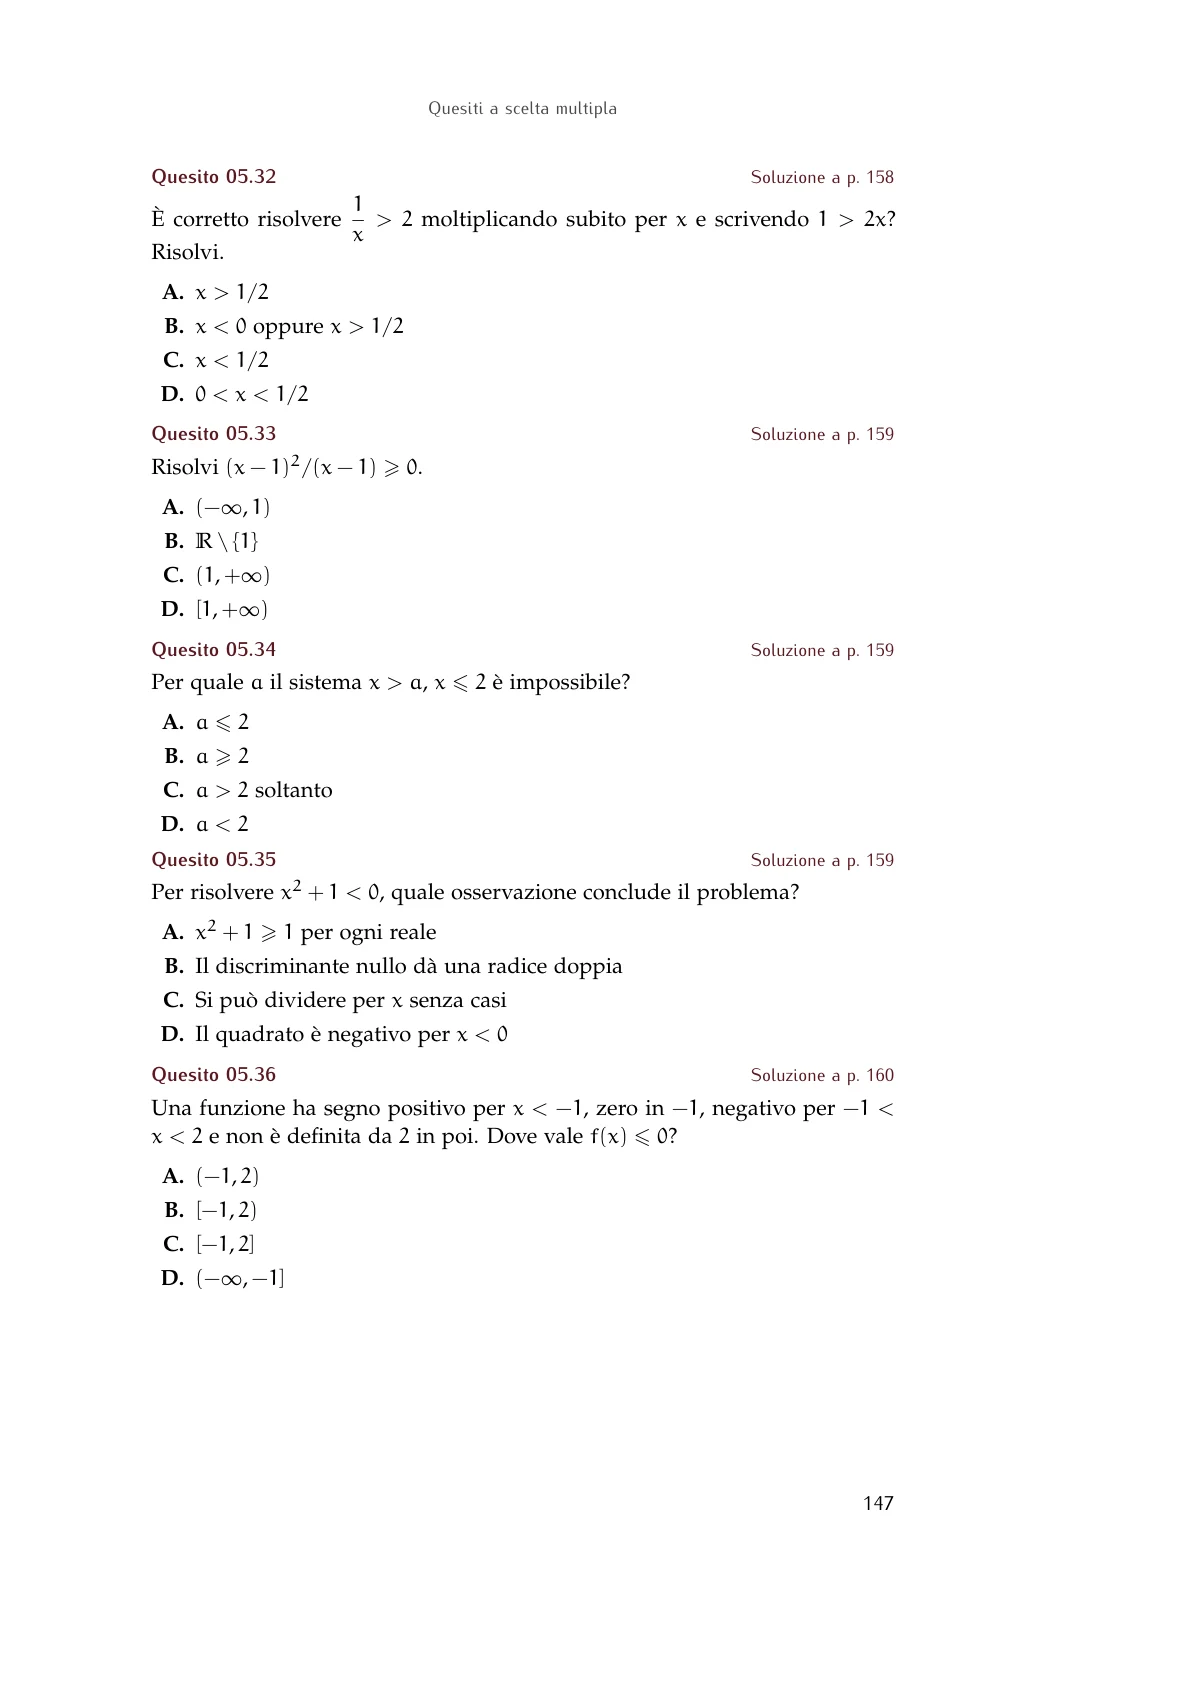 Quesiti a scelta multipla
Quesito 05.32 Soluzione a p. 158
È corretto risolvere 1/x > 2 moltiplicando subito per x e scrivendo 1 > 2x?
Risolvi.
A. x > 1/2
B. x < 0 oppure x > 1/2
C. x < 1/2
D. 0 < x < 1/2
Quesito 05.33 Soluzione a p. 159
Risolvi (x − 1)²/(x − 1) ⩾ 0.
A. (−∞, 1)
B. ℝ \ {1}
C. (1, +∞)
D. [1, +∞)
Quesito 05.34 Soluzione a p. 159
Per quale a il sistema x > a, x ⩽ 2 è impossibile?
A. a ⩽ 2
B. a ⩾ 2
C. a > 2 soltanto
D. a < 2
Quesito 05.35 Soluzione a p. 159
Per risolvere x² + 1 < 0, quale osservazione conclude il problema?
A. x² + 1 ⩾ 1 per ogni reale
B. Il discriminante nullo dà una radice doppia
C. Si può dividere per x senza casi
D. Il quadrato è negativo per x < 0
Quesito 05.36 Soluzione a p. 160
Una funzione ha segno positivo per x < −1, zero in −1, negativo per −1 <
x < 2 e non è definita da 2 in poi. Dove vale f(x) ⩽ 0?
A. (−1, 2)
B. [−1, 2)
C. [−1, 2]
D. (−∞, −1]
147